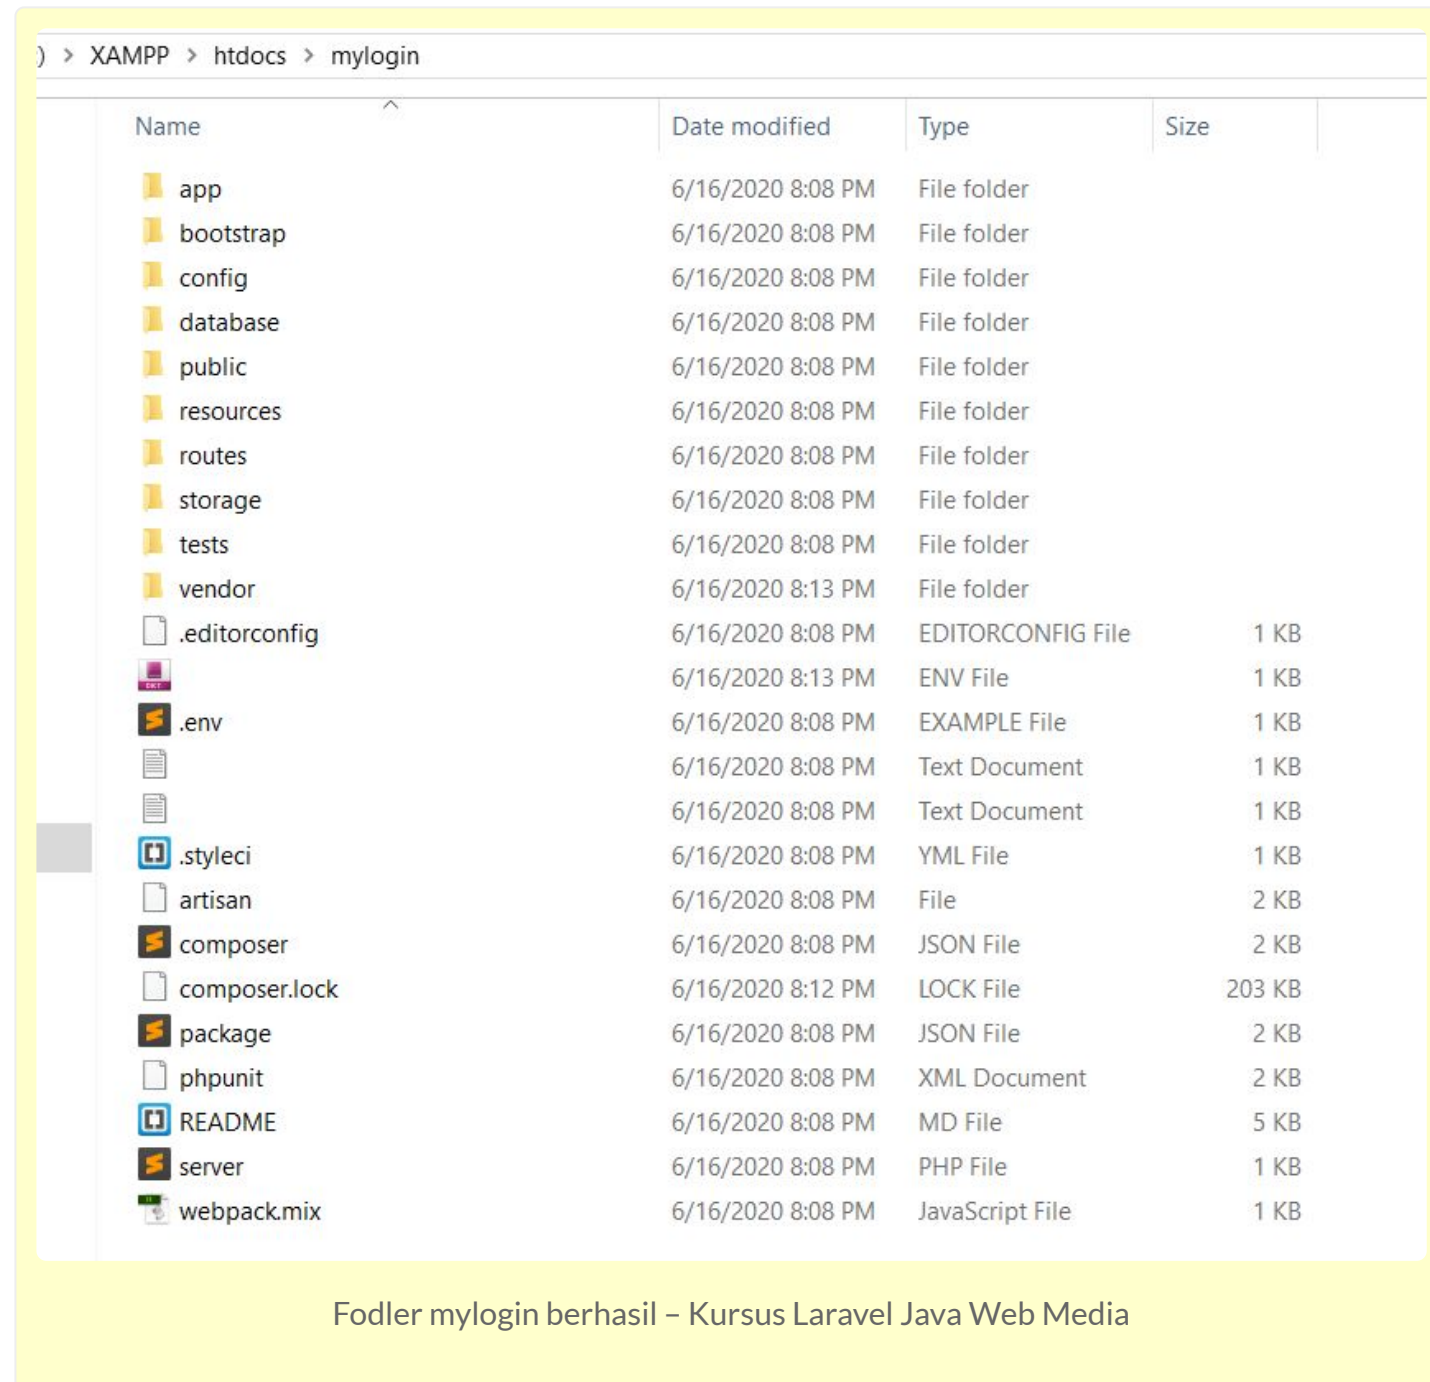 ) > XAMPP > htdocs > mylogin
Name Date modified Type Size
app 6/16/2020 8:08 PM File folder
bootstrap 6/16/2020 8:08 PM File folder
config 6/16/2020 8:08 PM File folder
database 6/16/2020 8:08 PM File folder
public 6/16/2020 8:08 PM File folder
resources 6/16/2020 8:08 PM File folder
routes 6/16/2020 8:08 PM File folder
storage 6/16/2020 8:08 PM File folder
tests 6/16/2020 8:08 PM File folder
vendor 6/16/2020 8:13 PM File folder
.editorconfig 6/16/2020 8:08 PM EDITORCONFIG File 1 KB
6/16/2020 8:13 PM ENV File 1 KB
.env 6/16/2020 8:08 PM EXAMPLE File 1 KB
6/16/2020 8:08 PM Text Document 1 KB
6/16/2020 8:08 PM Text Document 1 KB
.styleci 6/16/2020 8:08 PM YML File 1 KB
artisan 6/16/2020 8:08 PM File 2 KB
composer 6/16/2020 8:08 PM JSON File 2 KB
composer.lock 6/16/2020 8:12 PM LOCK File 203 KB
package 6/16/2020 8:08 PM JSON File 2 KB
phpunit 6/16/2020 8:08 PM XML Document 2 KB
README 6/16/2020 8:08 PM MD File 5 KB
server 6/16/2020 8:08 PM PHP File 1 KB
webpack.mix 6/16/2020 8:08 PM JavaScript File 1 KB
Fodler mylogin berhasil – Kursus Laravel Java Web Media